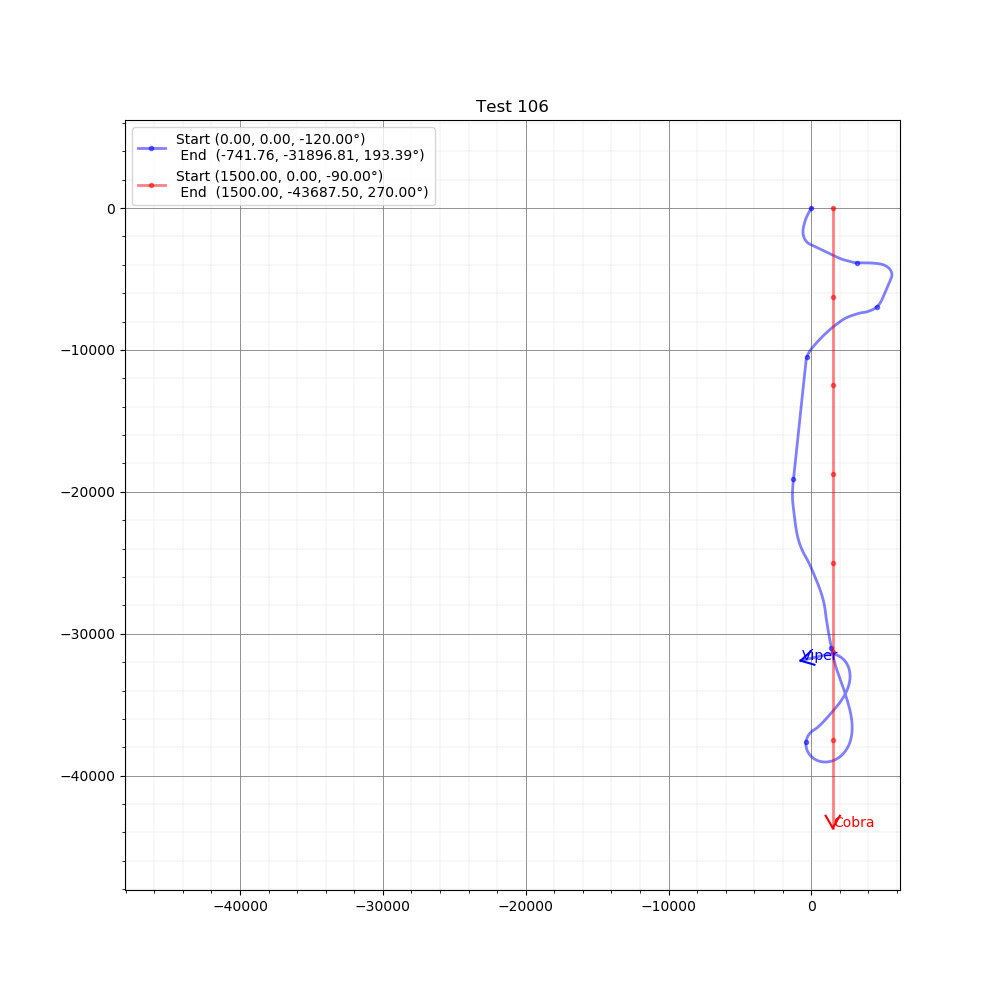 Test 106
Start (0.00, 0.00, -120.00°)
End (-741.76, -31896.81, 193.39°)
Start (1500.00, 0.00, -90.00°)
End (1500.00, -43687.50, 270.00°)
0
−10000
−20000
−30000
−40000
Viper
Cobra
−40000 −30000 −20000 −10000 0